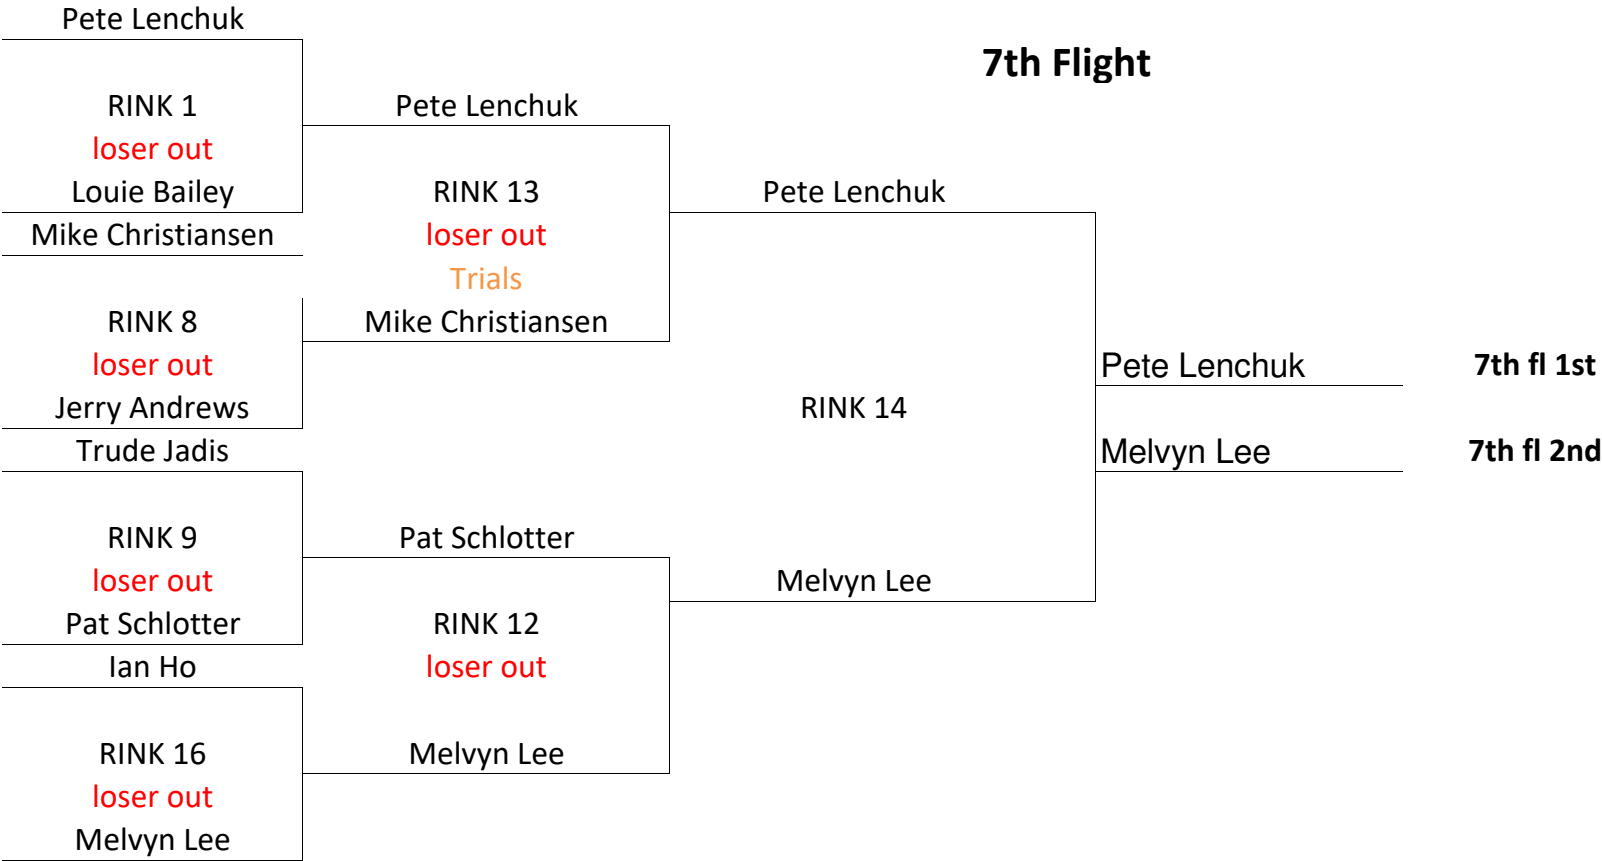 Pete Lenchuk
7th Flight
RINK 1
Pete Lenchuk
loser out
Louie Bailey
RINK 13
Pete Lenchuk
Mike Christiansen
loser out
Trials
RINK 8
Mike Christiansen
loser out
Pete Lenchuk
7th fl 1st
Jerry Andrews
RINK 14
Trude Jadis
Melvyn Lee
7th fl 2nd
RINK 9
Pat Schlotter
loser out
Melvyn Lee
Pat Schlotter
RINK 12
Ian Ho
loser out
RINK 16
Melvyn Lee
loser out
Melvyn Lee